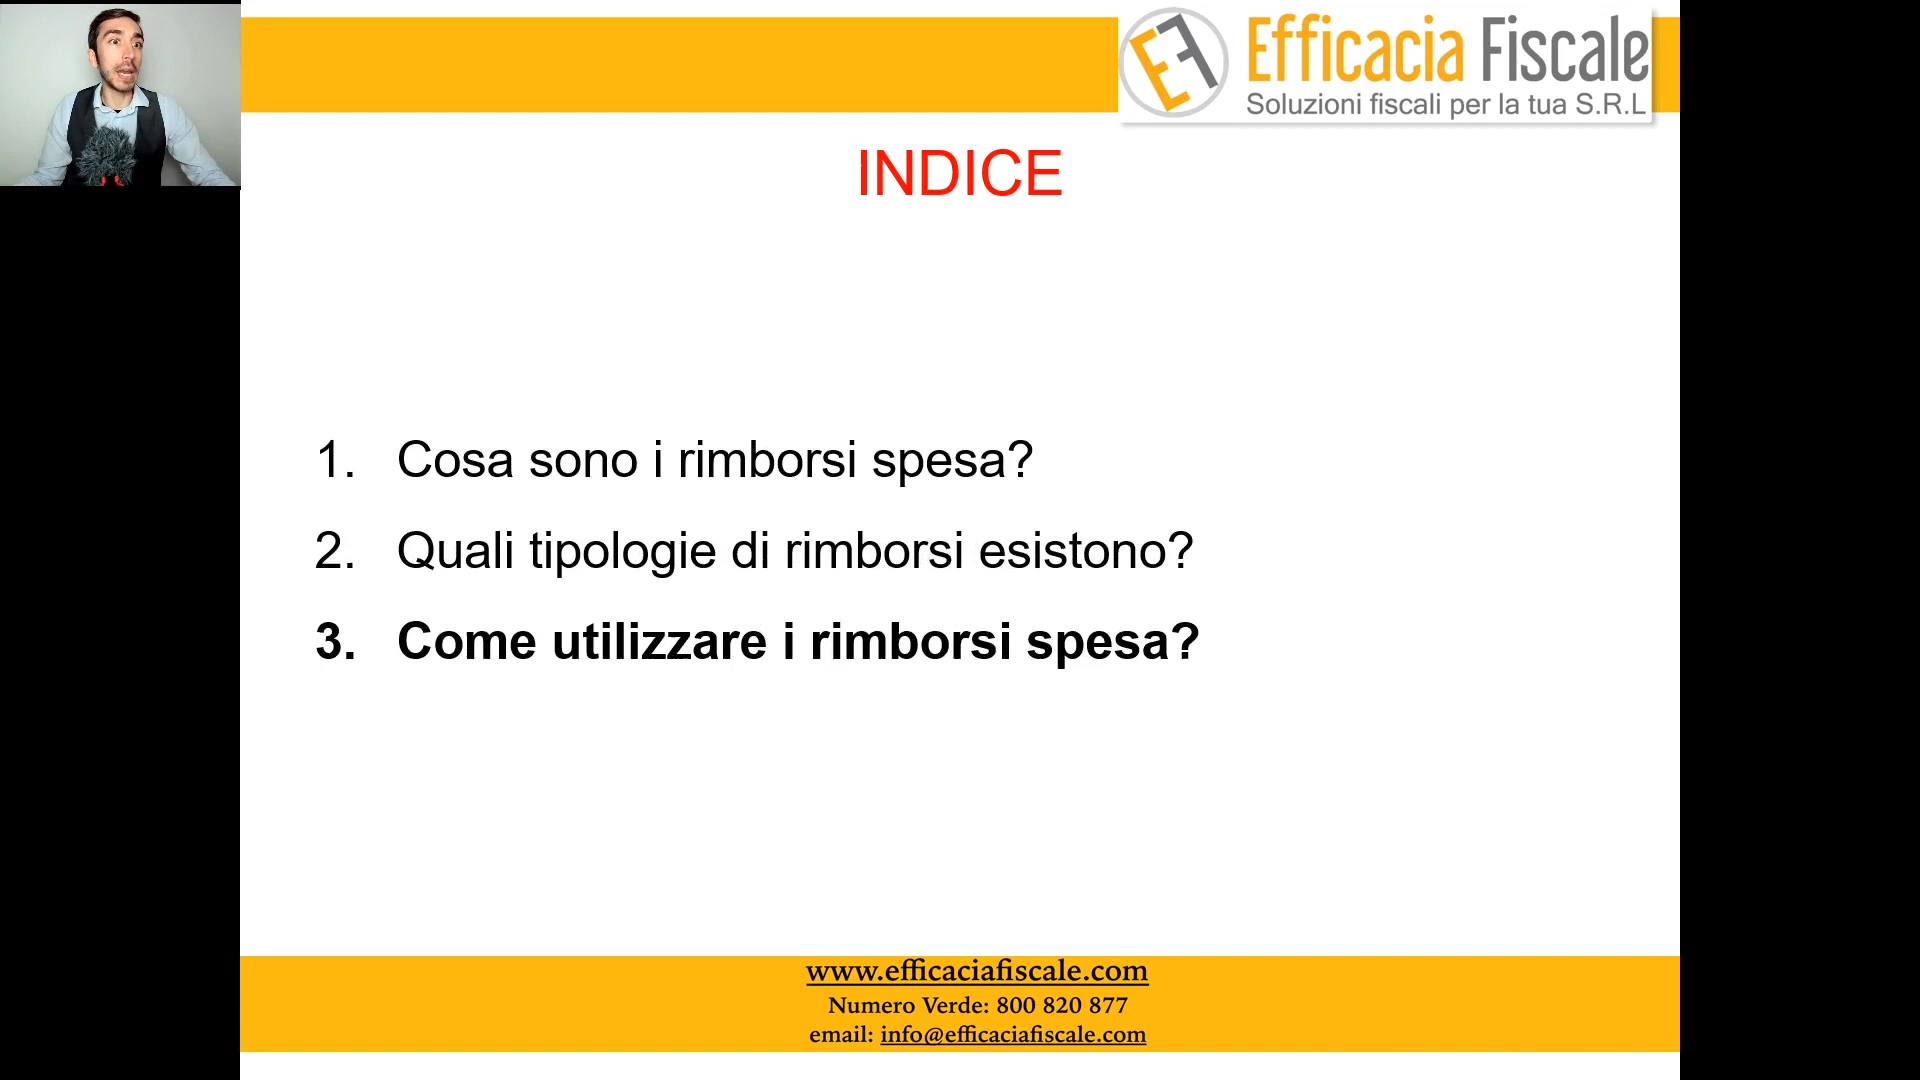 EF Efficacia Fiscale
Soluzioni fiscali per la tua S.R.L
INDICE
1. Cosa sono i rimborsi spesa?
2. Quali tipologie di rimborsi esistono?
3. Come utilizzare i rimborsi spesa?
www.efficaciafiscale.com
Numero Verde: 800 820 877
email: info@efficaciafiscale.com